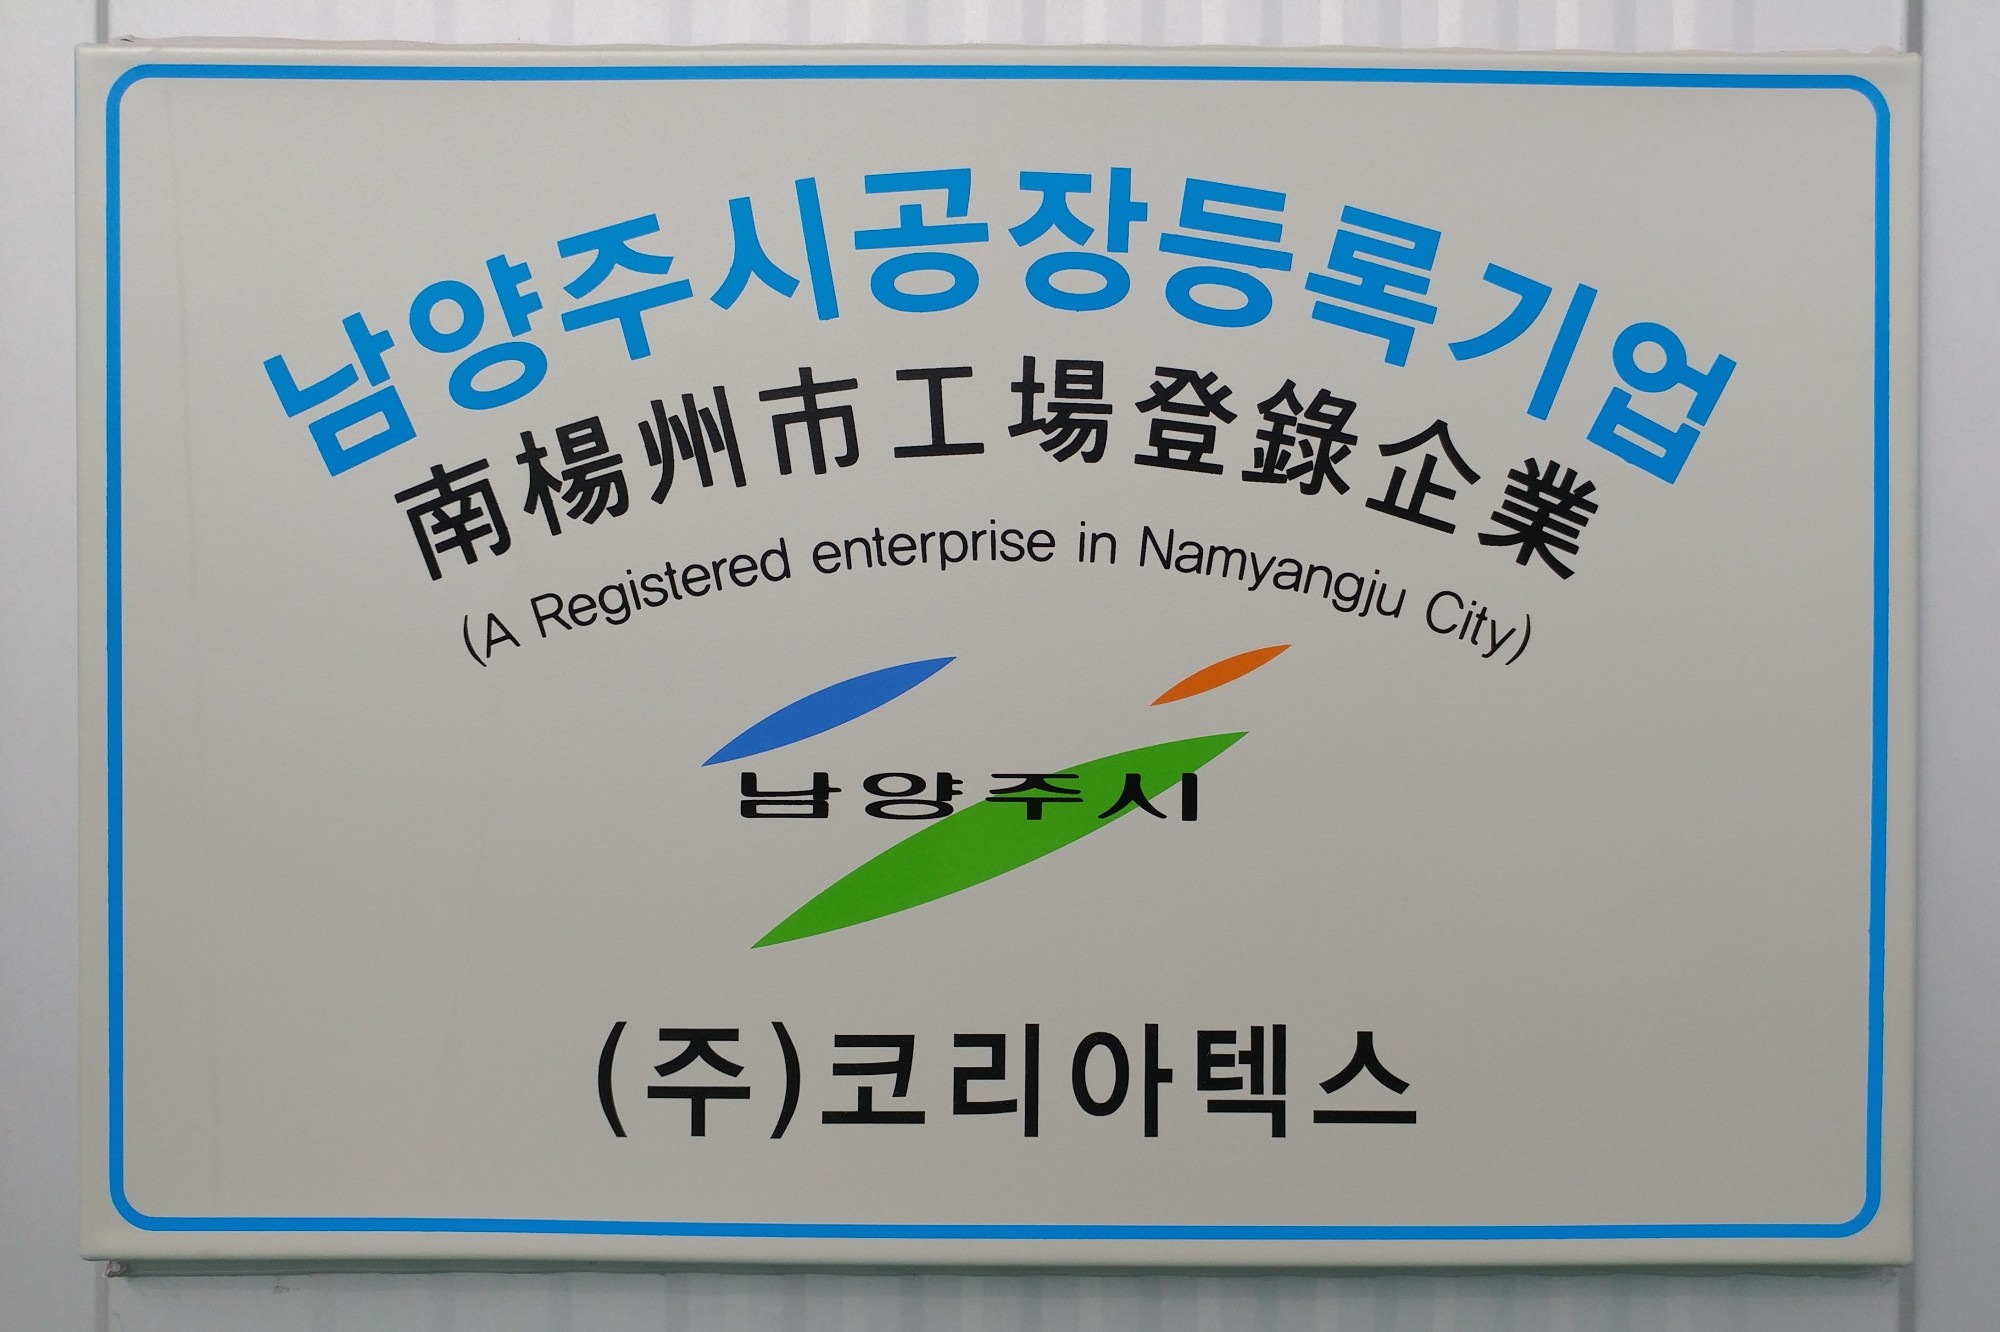 남양주시공장등록기업
南楊州市工場登錄企業
(A Registered enterprise in Namyangju City)
남양주시
(주)코리아텍스